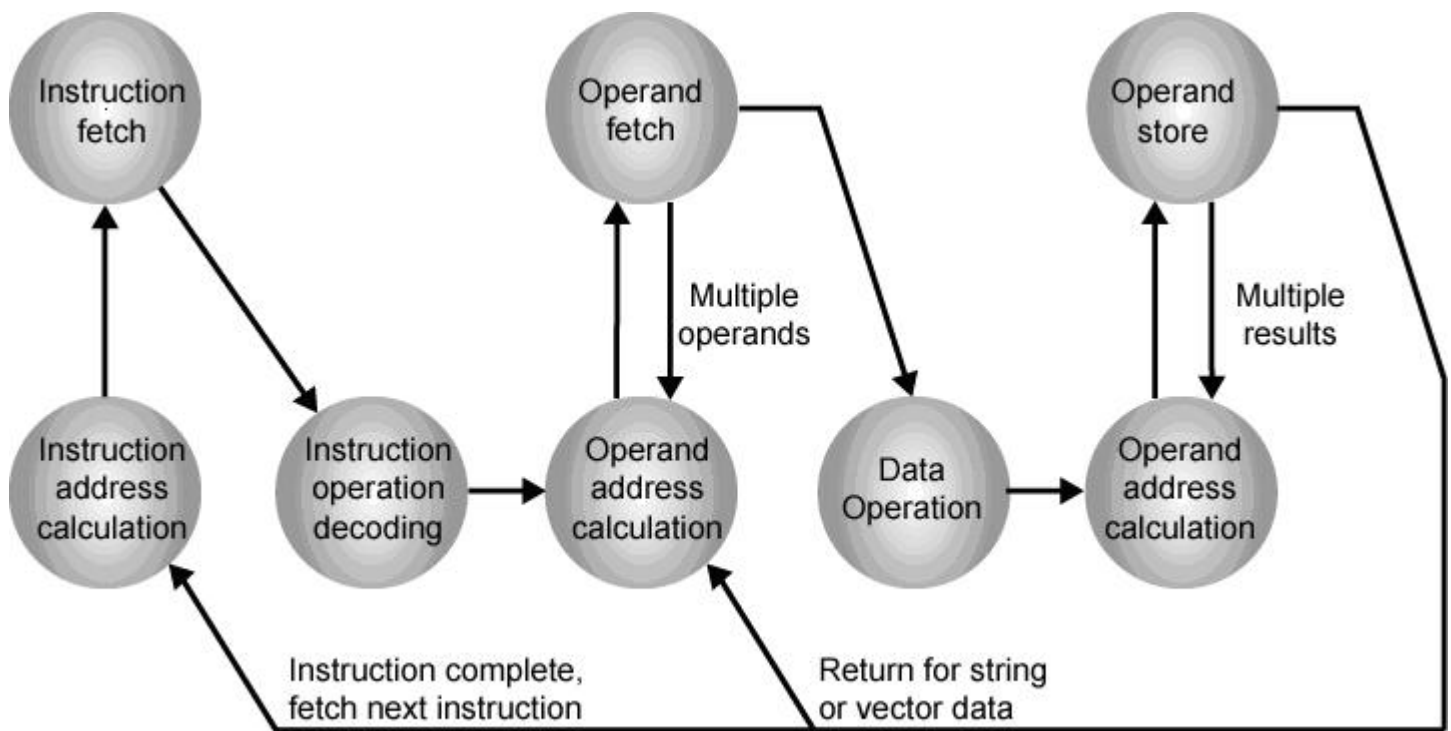 Instruction
fetch
Operand
fetch
Operand
store
Multiple
operands
Multiple
results
Instruction
address
calculation
Instruction
operation
decoding
Operand
address
calculation
Data
Operation
Operand
address
calculation
Instruction complete,
fetch next instruction
Return for string
or vector data